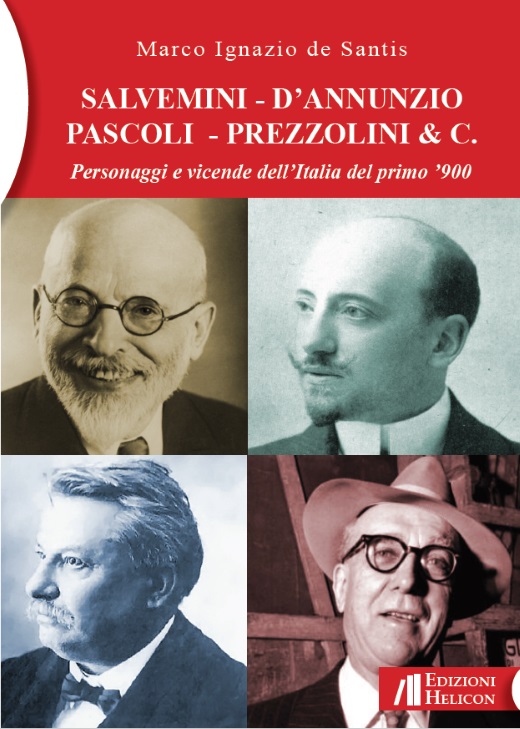 Marco Ignazio de Santis
SALVEMINI - D'ANNUNZIO
PASCOLI - PREZZOLINI & C.
Personaggi e vicende dell'Italia del primo '900
EDIZIONI
HELICON